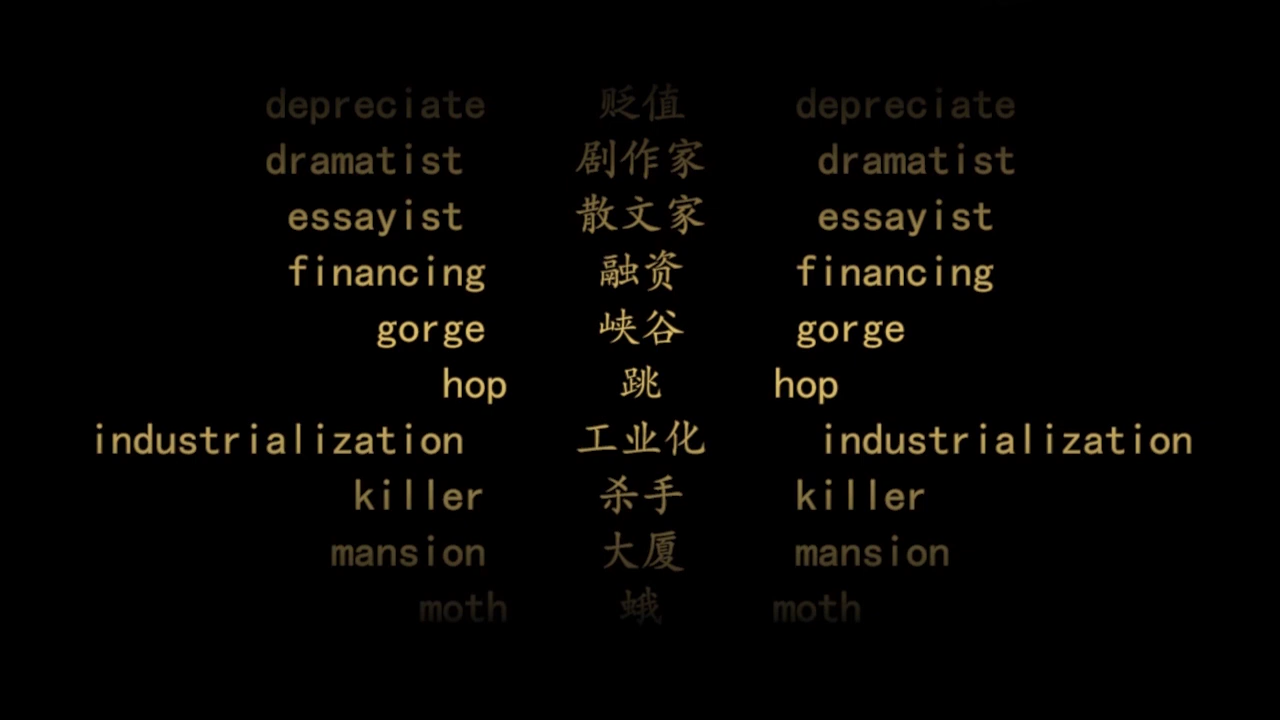 depreciate 贬值 depreciate
dramatist 剧作家 dramatist
essayist 散文家 essayist
financing 融资 financing
gorge 峡谷 gorge
hop 跳 hop
industrialization 工业化 industrialization
killer 杀手 killer
mansion 大厦 mansion
moth 蛾 moth